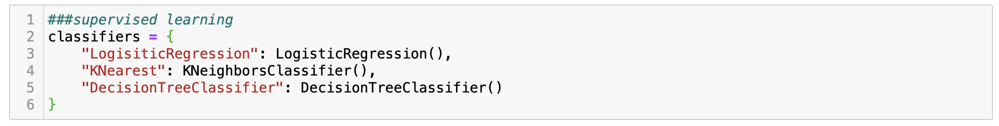 1 ###supervised learning
2 classifiers = {
3     "LogisiticRegression": LogisticRegression(),
4     "KNearest": KNeighborsClassifier(),
5     "DecisionTreeClassifier": DecisionTreeClassifier()
6 }